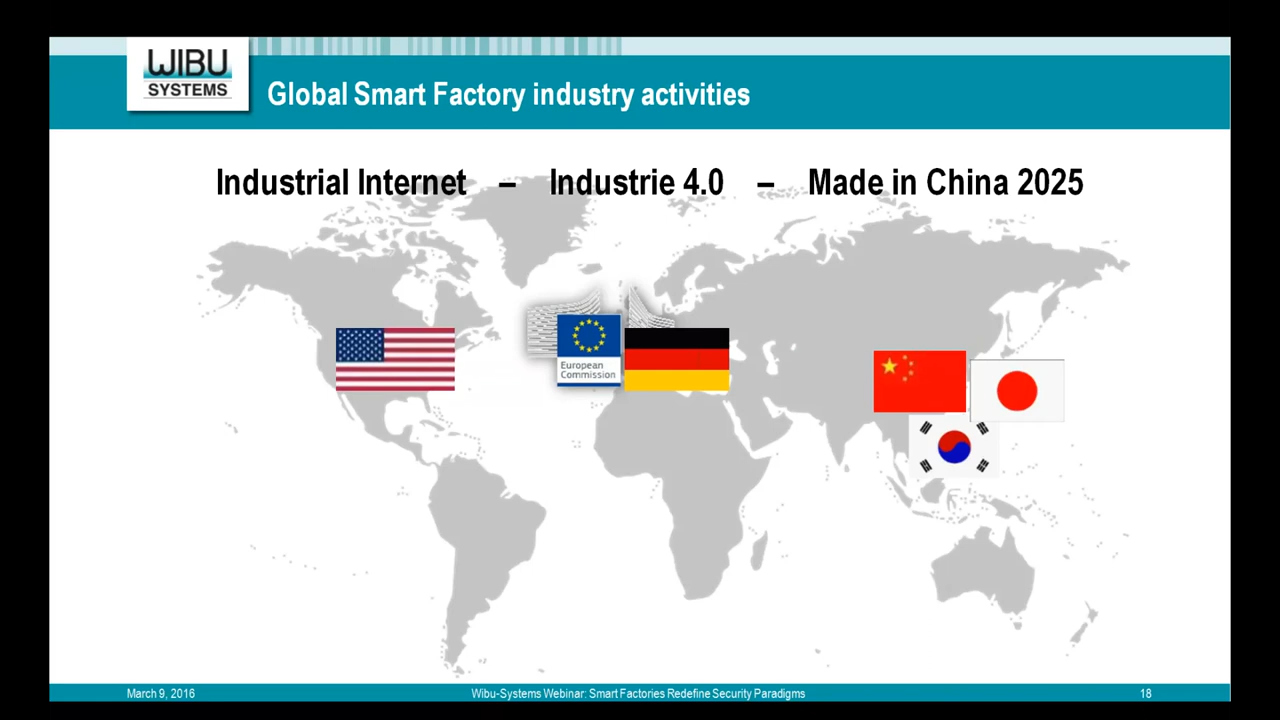 WIBU
SYSTEMS
Global Smart Factory industry activities
Industrial Internet – Industrie 4.0 – Made in China 2025
European
Commission
March 9, 2016 Wibu-Systems Webinar: Smart Factories Redefine Security Paradigms 18